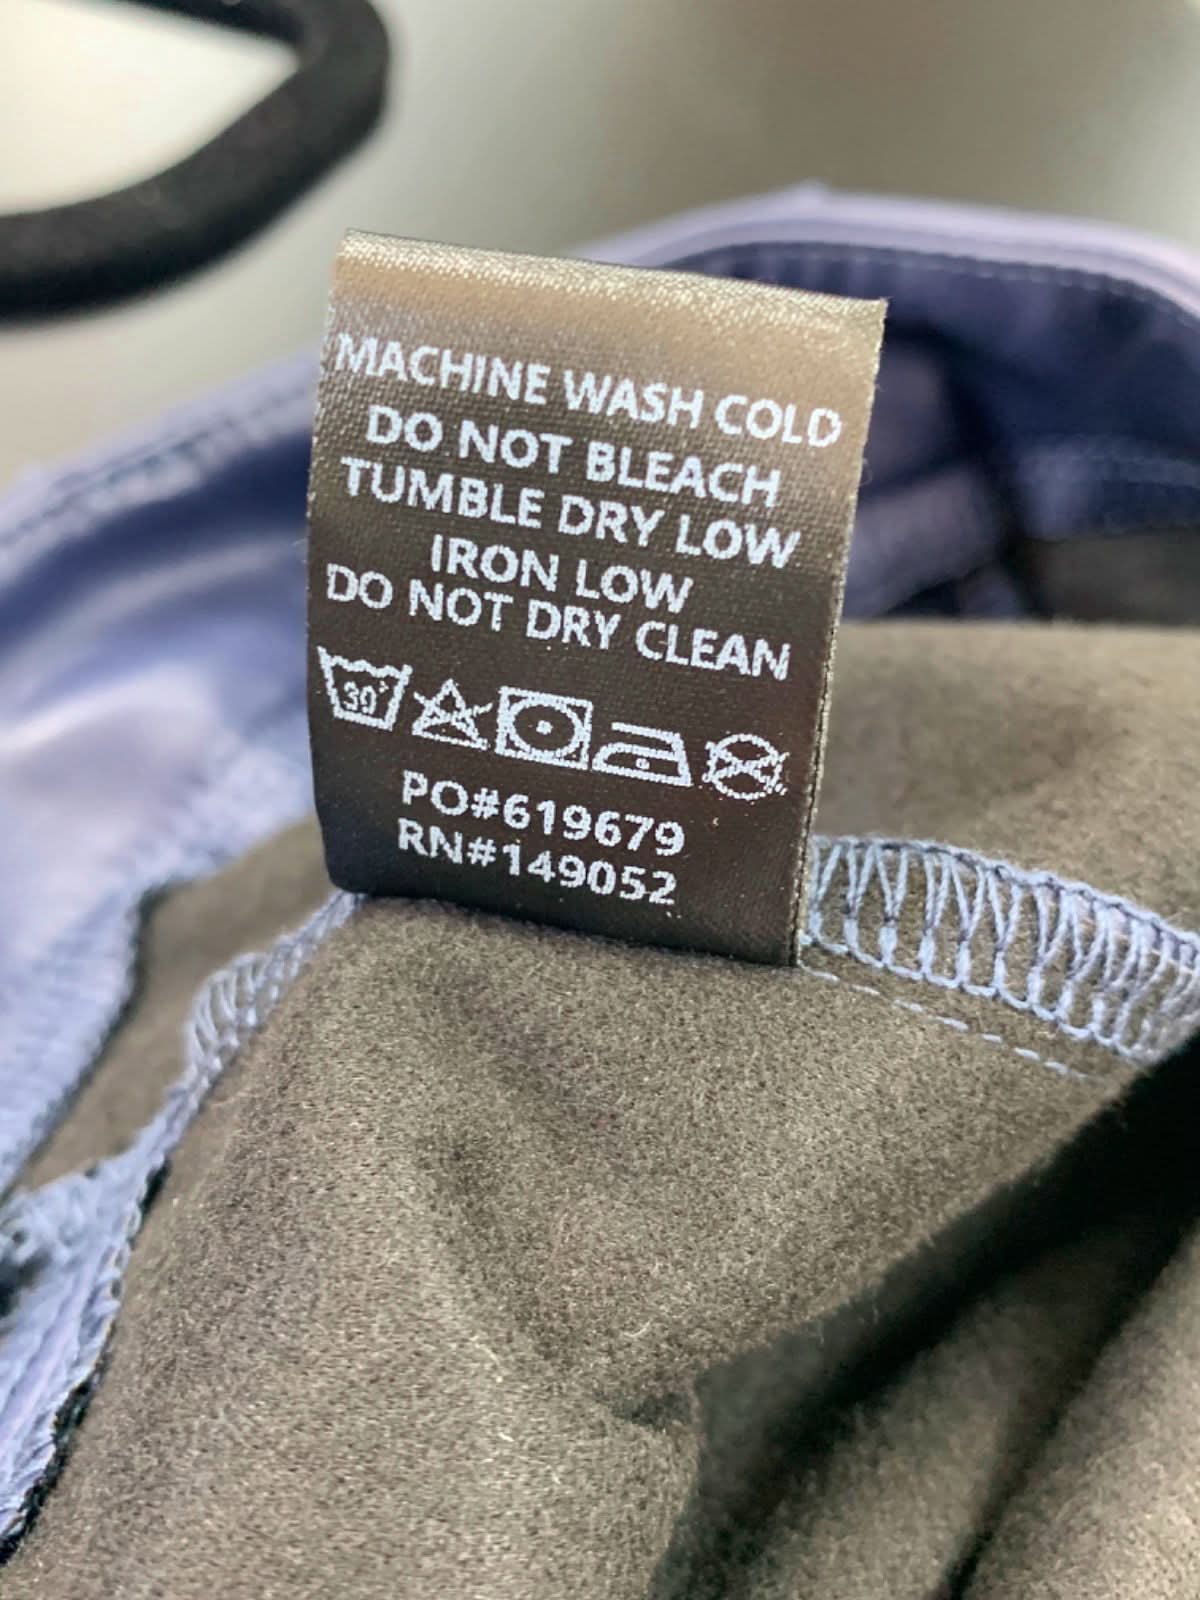 MACHINE WASH COLD
DO NOT BLEACH
TUMBLE DRY LOW
IRON LOW
DO NOT DRY CLEAN
30°
PO#619679
RN#149052